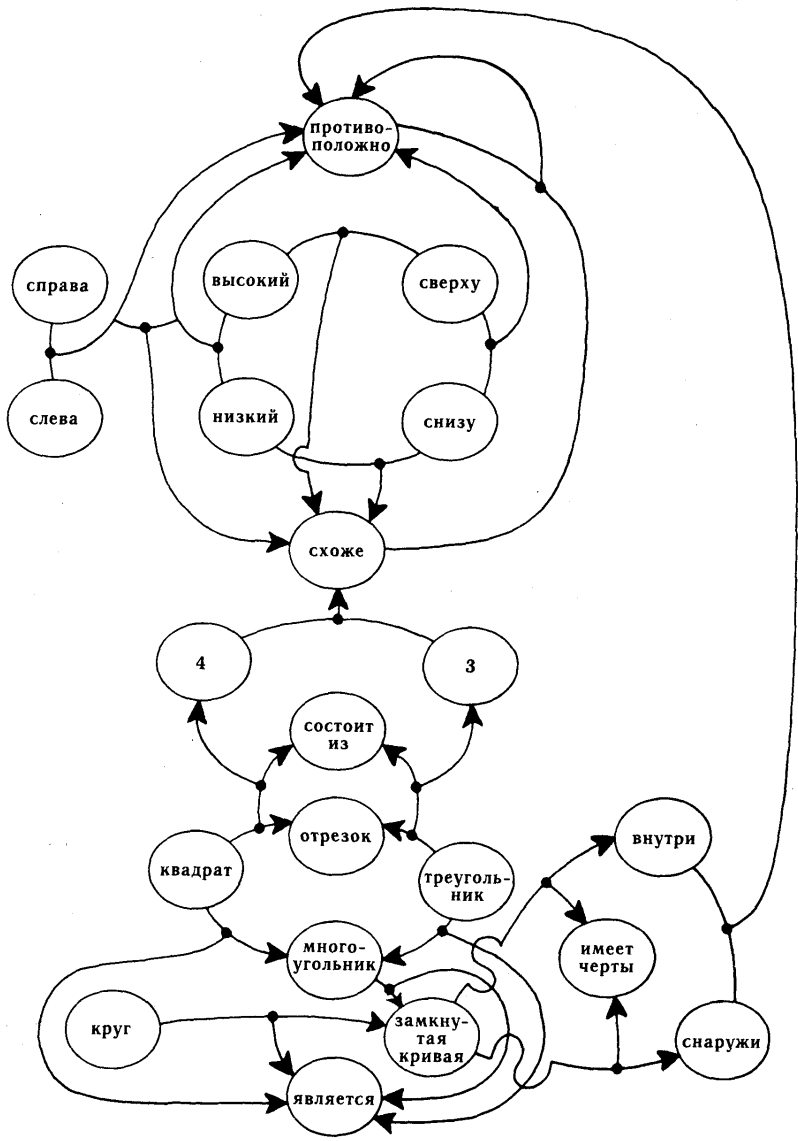 противо-
положно
справа
высокий
сверху
слева
низкий
снизу
схоже
4
3
состоит
из
отрезок
внутри
квадрат
треуголь-
ник
много-
угольник
имеет
черты
круг
замкну-
тая
кривая
снаружи
является